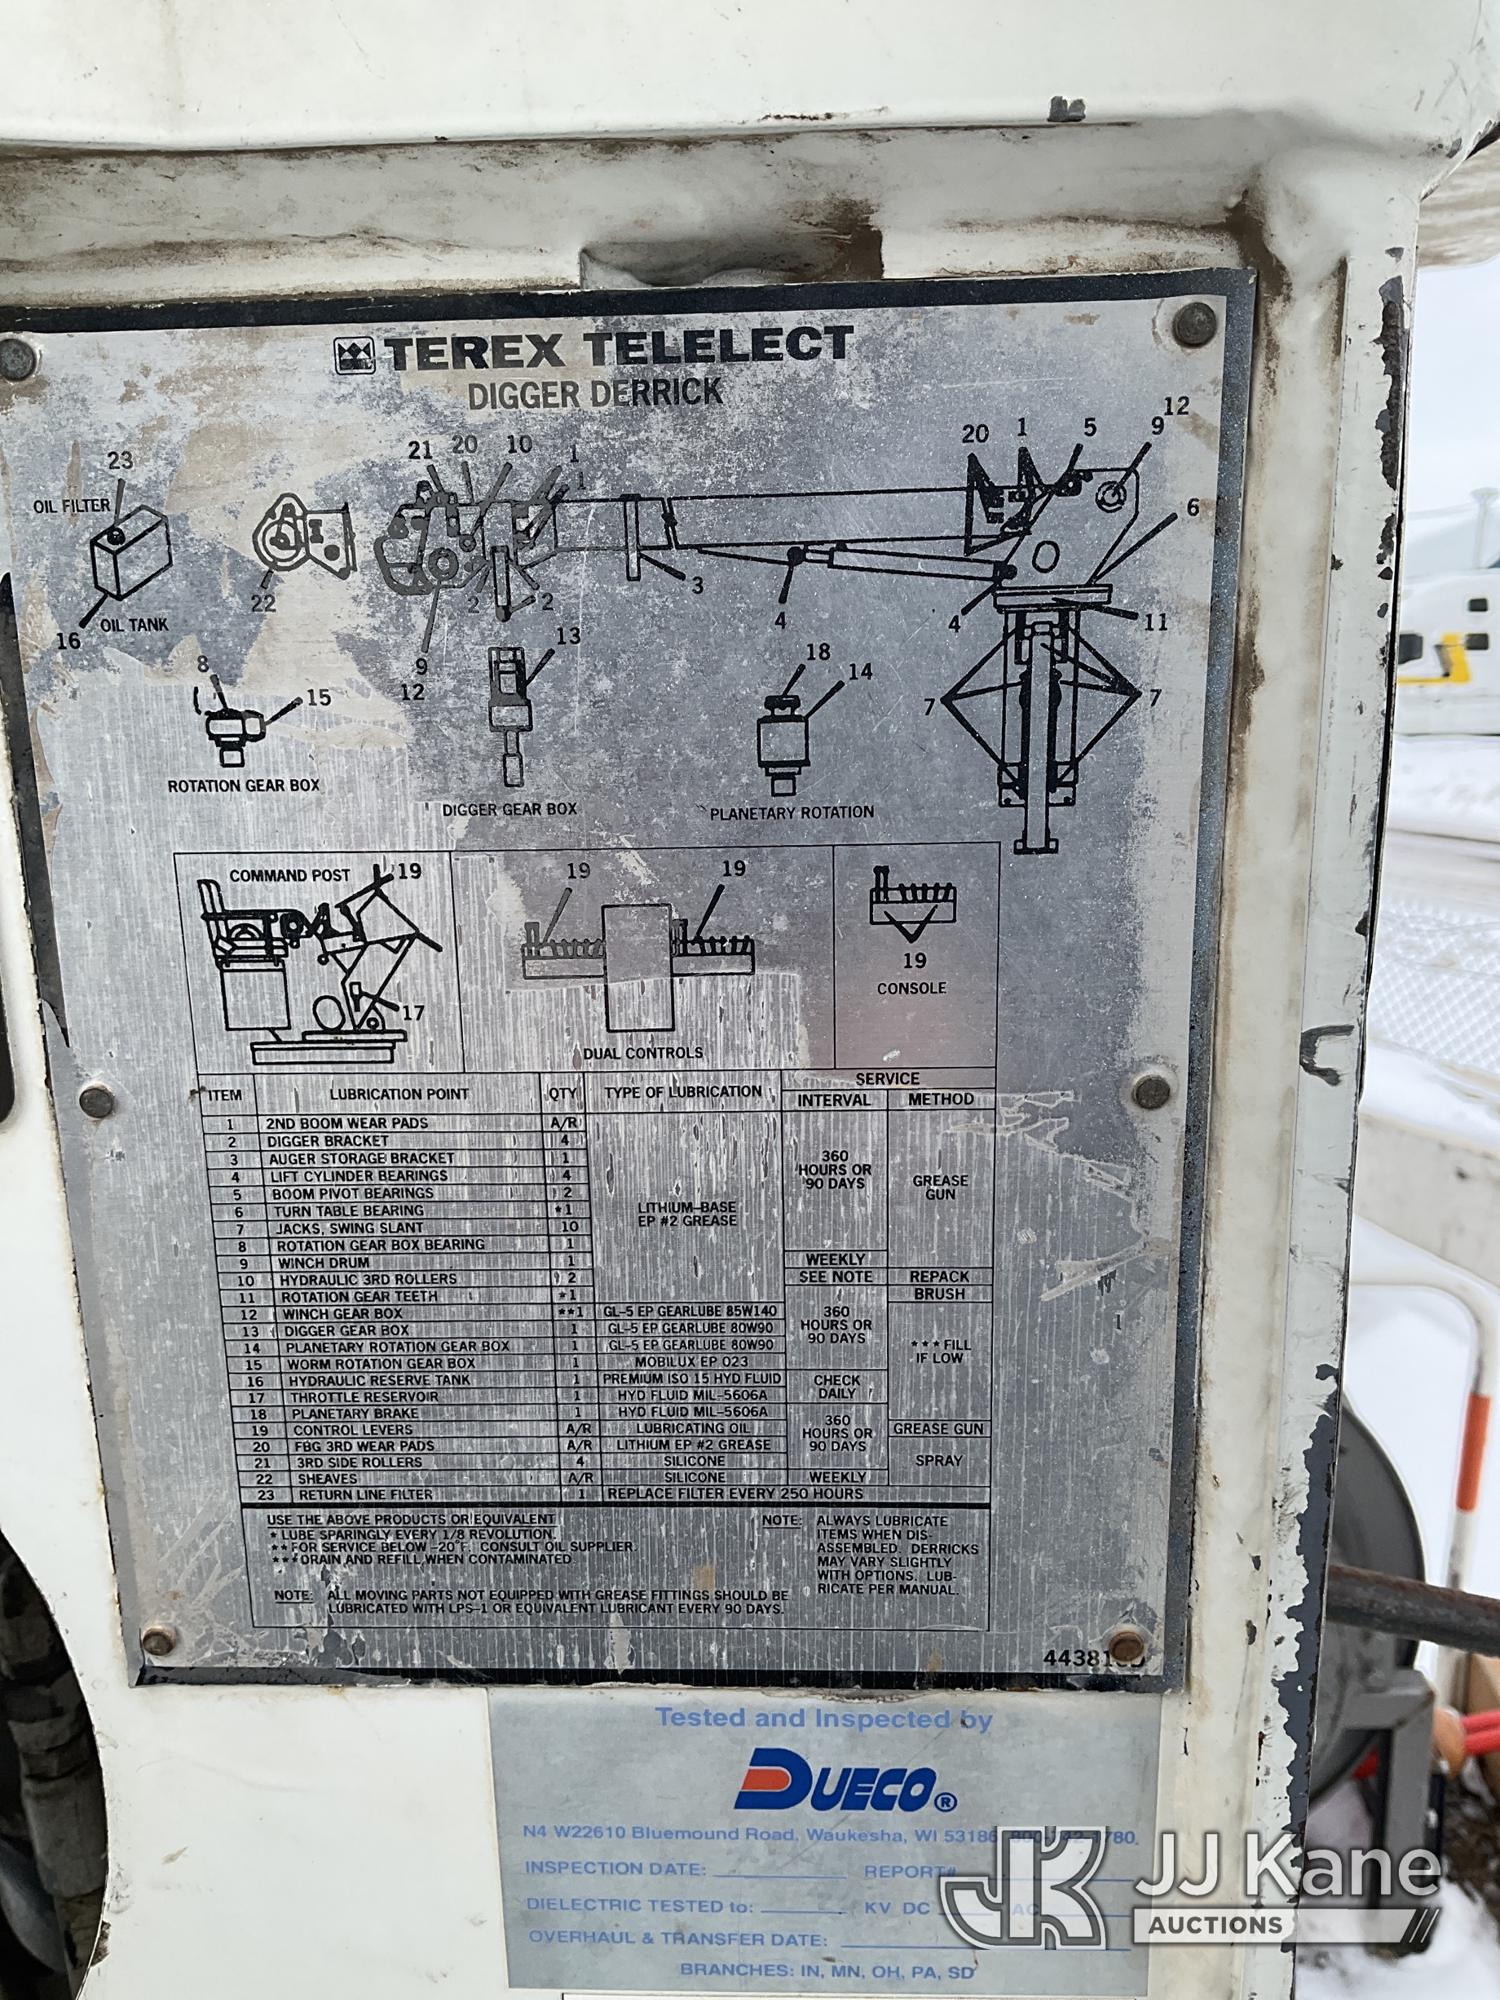 TEREX TELELECT
DIGGER DERRICK
23
OIL FILTER
16
OIL TANK
22
21 20 10 1
1
2 2
9
12
3
4
20 1 5 9 12
6
4
11
7 7
8
15
ROTATION GEAR BOX
13
DIGGER GEAR BOX
18
14
PLANETARY ROTATION
COMMAND POST
19
17
19 19
DUAL CONTROLS
19
CONSOLE
SERVICE
ITEM LUBRICATION POINT QTY TYPE OF LUBRICATION INTERVAL METHOD
1 2ND BOOM WEAR PADS A/R
2 DIGGER BRACKET 4
3 AUGER STORAGE BRACKET 1
4 LIFT CYLINDER BEARINGS 4
5 BOOM PIVOT BEARINGS 2
6 TURN TABLE BEARING *1
7 JACKS, SWING SLANT 10
8 ROTATION GEAR BOX BEARING 1
9 WINCH DRUM 1
10 HYDRAULIC 3RD ROLLERS 2
11 ROTATION GEAR TEETH *1
LITHIUM-BASE
EP #2 GREASE
360
HOURS OR
90 DAYS
GREASE
GUN
WEEKLY
SEE NOTE REPACK
BRUSH
12 WINCH GEAR BOX **1 GL-5 EP GEARLUBE 85W140
13 DIGGER GEAR BOX 1 GL-5 EP GEARLUBE 80W90
14 PLANETARY ROTATION GEAR BOX 1 GL-5 EP GEARLUBE 80W90
15 WORM ROTATION GEAR BOX 1 MOBILUX EP 023
360
HOURS OR
90 DAYS
***FILL
IF LOW
16 HYDRAULIC RESERVE TANK 1 PREMIUM ISO 15 HYD FLUID
17 THROTTLE RESERVOIR 1 HYD FLUID MIL-5606A
CHECK
DAILY
18 PLANETARY BRAKE 1 HYD FLUID MIL-5606A
19 CONTROL LEVERS A/R LUBRICATING OIL GREASE GUN
20 FBG 3RD WEAR PADS A/R LITHIUM EP #2 GREASE
21 3RD SIDE ROLLERS 4 SILICONE
360
HOURS OR
90 DAYS
SPRAY
22 SHEAVES A/R SILICONE WEEKLY
23 RETURN LINE FILTER 1 REPLACE FILTER EVERY 250 HOURS
USE THE ABOVE PRODUCTS OR EQUIVALENT
* LUBE SPARINGLY EVERY 1/8 REVOLUTION.
** FOR SERVICE BELOW -20°F. CONSULT OIL SUPPLIER.
*** DRAIN AND REFILL WHEN CONTAMINATED
NOTE: ALL MOVING PARTS NOT EQUIPPED WITH GREASE FITTINGS SHOULD BE
LUBRICATED WITH LPS-1 OR EQUIVALENT LUBRICANT EVERY 90 DAYS.
NOTE: ALWAYS LUBRICATE
ITEMS WHEN DIS-
ASSEMBLED. DERRICKS
MAY VARY SLIGHTLY
WITH OPTIONS. LUB-
RICATE PER MANUAL.
Tested and Inspected by
DUECO®
N4 W22610 Bluemound Road, Waukesha, WI 53186
INSPECTION DATE: REPORT#
DIELECTRIC TESTED to: KV DC AC
OVERHAUL & TRANSFER DATE:
BRANCHES: IN, MN, OH, PA, SD
JK JJ Kane
AUCTIONS